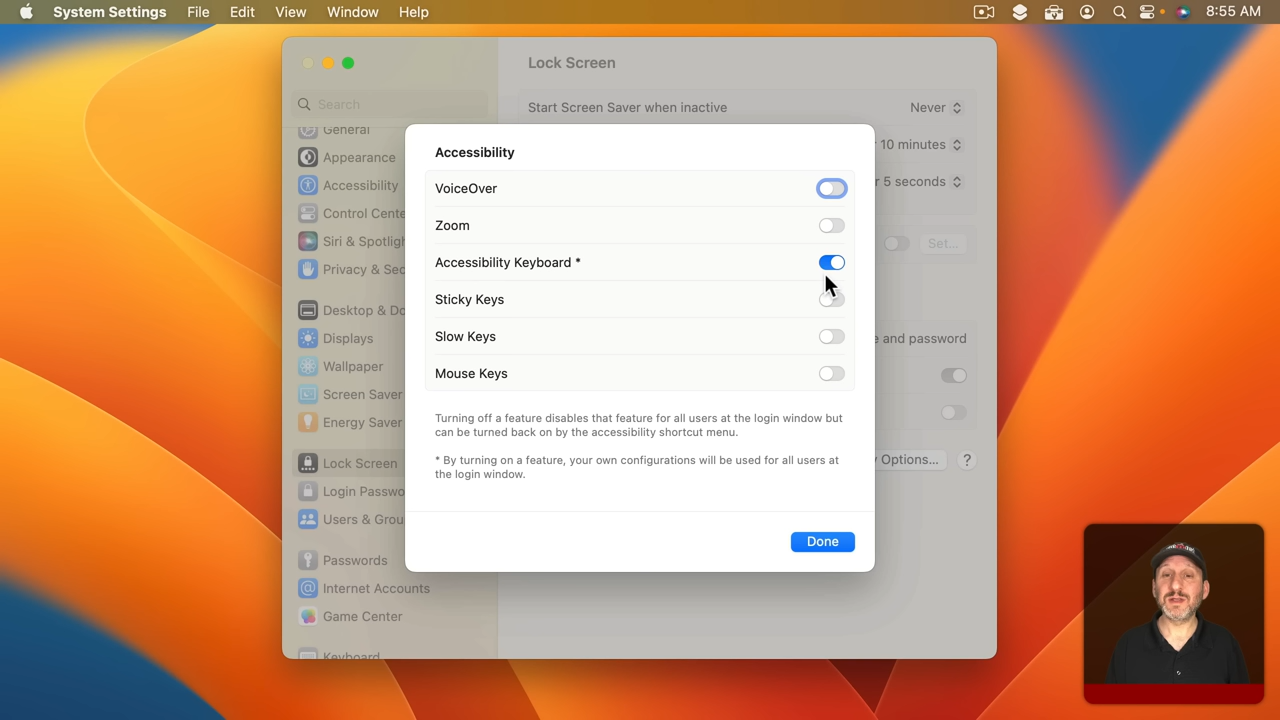 System Settings File Edit View Window Help 8:55 AM
Lock Screen
Search
Start Screen Saver when inactive Never
General
Appearance
Accessibility
Control Cente
Siri & Spotligh
Privacy & Sec
Desktop & Do
Displays
Wallpaper
Screen Saver
Energy Saver
Lock Screen
Login Passwo
Users & Grou
Passwords
Internet Accounts
Game Center
Keyboard
10 minutes
r 5 seconds
Set...
e and password
y Options... ?
Accessibility
VoiceOver
Zoom
Accessibility Keyboard *
Sticky Keys
Slow Keys
Mouse Keys
Turning off a feature disables that feature for all users at the login window but
can be turned back on by the accessibility shortcut menu.
* By turning on a feature, your own configurations will be used for all users at
the login window.
Done